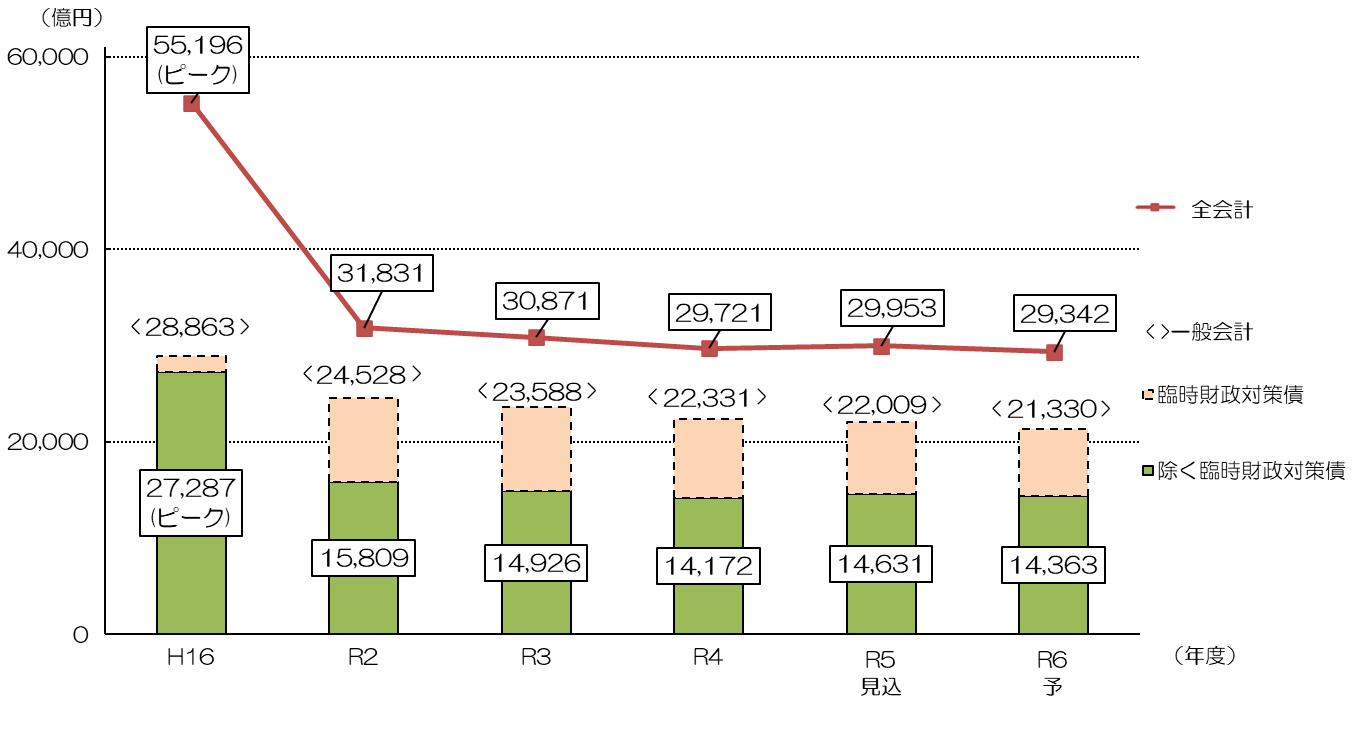 （億円）
60,000
40,000
20,000
0
55,196
(ピーク)
31,831
30,871
29,721
29,953
29,342
<28,863>
<24,528>
<23,588>
<22,331>
<22,009>
<21,330>
27,287
(ピーク)
15,809
14,926
14,172
14,631
14,363
H16
R2
R3
R4
R5
見込
R6
予
（年度）
全会計
<>一般会計
臨時財政対策債
除く臨時財政対策債